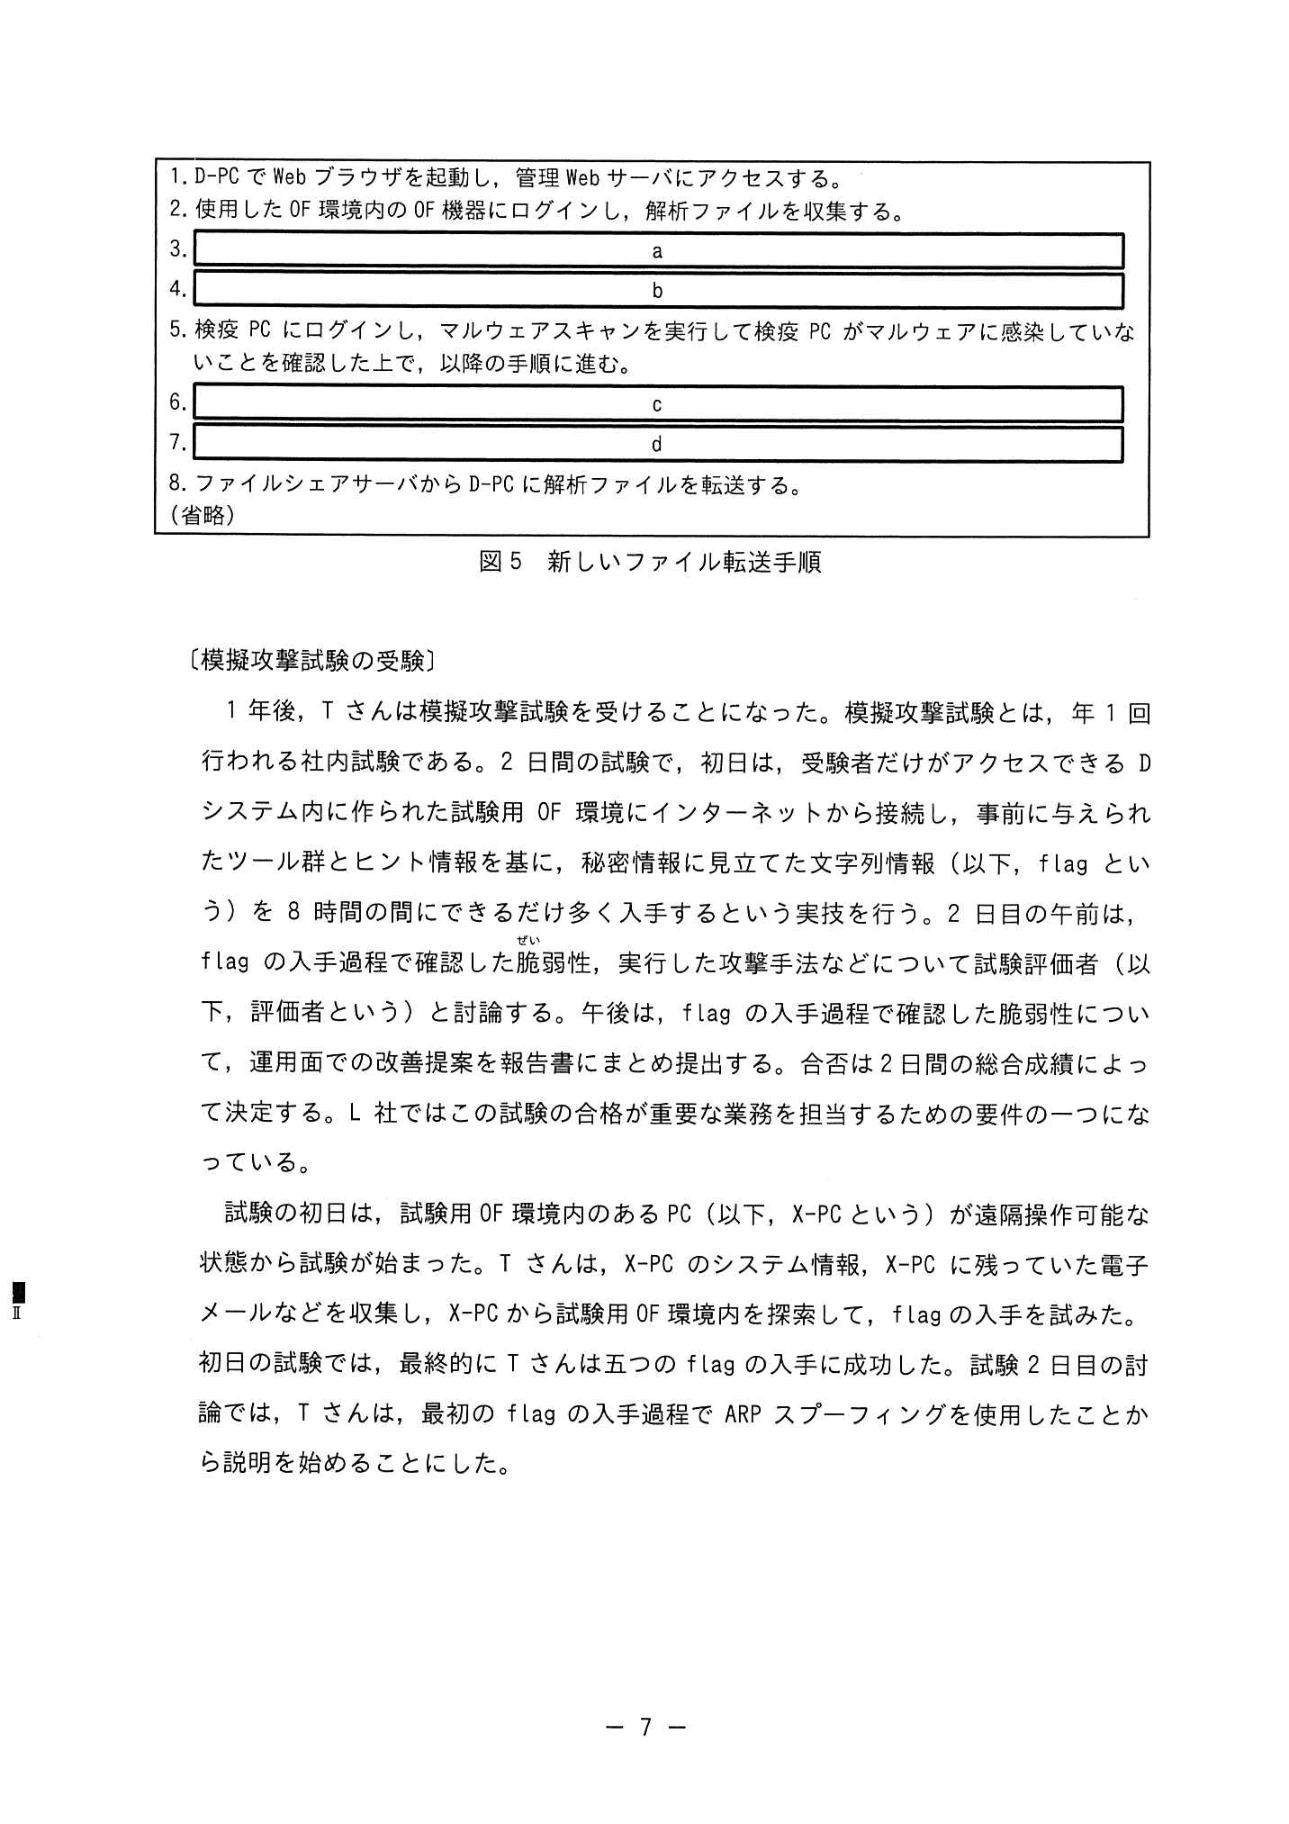 1. D-PC で Web ブラウザを起動し，管理 Web サーバにアクセスする。
2. 使用した OF 環境内の OF 機器にログインし，解析ファイルを収集する。
3. a
4. b
5. 検疫 PC にログインし，マルウェアスキャンを実行して検疫 PC がマルウェアに感染していな
いことを確認した上で，以降の手順に進む。
6. c
7. d
8. ファイルシェアサーバから D-PC に解析ファイルを転送する。
（省略）
図 5　新しいファイル転送手順
〔模擬攻撃試験の受験〕
1 年後，T さんは模擬攻撃試験を受けることになった。模擬攻撃試験とは，年 1 回
行われる社内試験である。2 日間の試験で，初日は，受験者だけがアクセスできる D
システム内に作られた試験用 OF 環境にインターネットから接続し，事前に与えられ
たツール群とヒント情報を基に，秘密情報に見立てた文字列情報（以下，flag とい
う）を 8 時間の間にできるだけ多く入手するという実技を行う。2 日目の午前は，
ぜい
flag の入手過程で確認した脆弱性，実行した攻撃手法などについて試験評価者（以
下，評価者という）と討論する。午後は，flag の入手過程で確認した脆弱性につい
て，運用面での改善提案を報告書にまとめ提出する。合否は 2 日間の総合成績によっ
て決定する。L 社ではこの試験の合格が重要な業務を担当するための要件の一つにな
っている。
試験の初日は，試験用 OF 環境内のある PC（以下，X-PC という）が遠隔操作可能な
状態から試験が始まった。T さんは，X-PC のシステム情報，X-PC に残っていた電子
メールなどを収集し，X-PC から試験用 OF 環境内を探索して，flag の入手を試みた。
初日の試験では，最終的に T さんは五つの flag の入手に成功した。試験 2 日目の討
論では，T さんは，最初の flag の入手過程で ARP スプーフィングを使用したことか
ら説明を始めることにした。
Ⅱ
－ 7 －